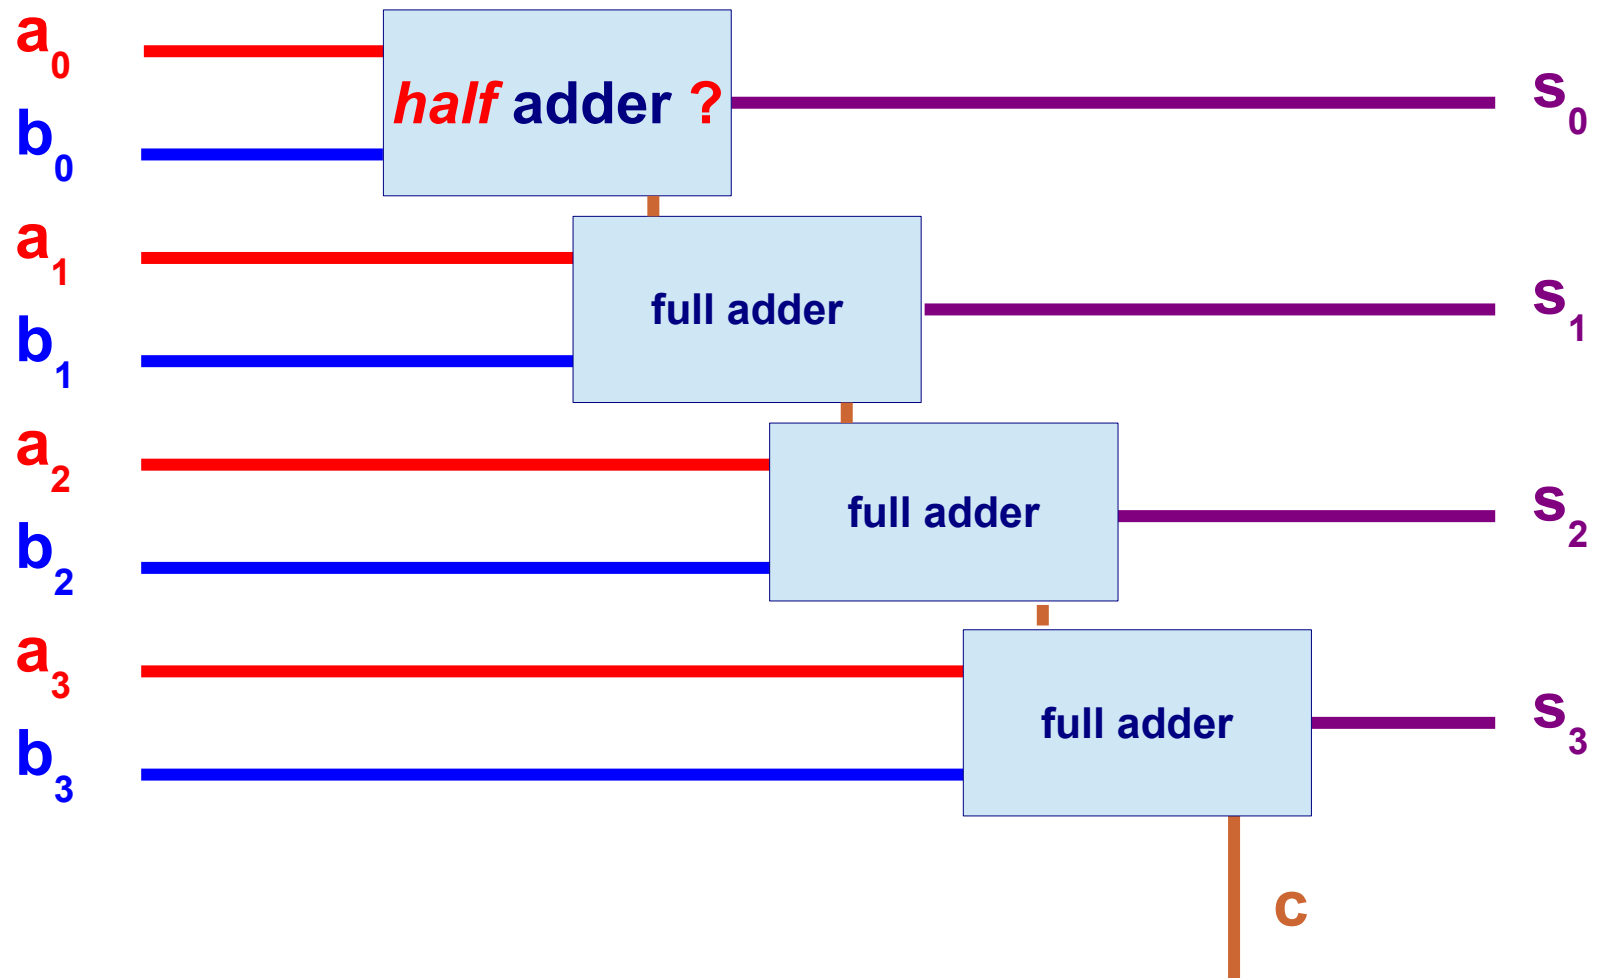 a0
half adder ?
s0
b0
a1
full adder
s1
b1
a2
full adder
s2
b2
a3
full adder
s3
b3
c